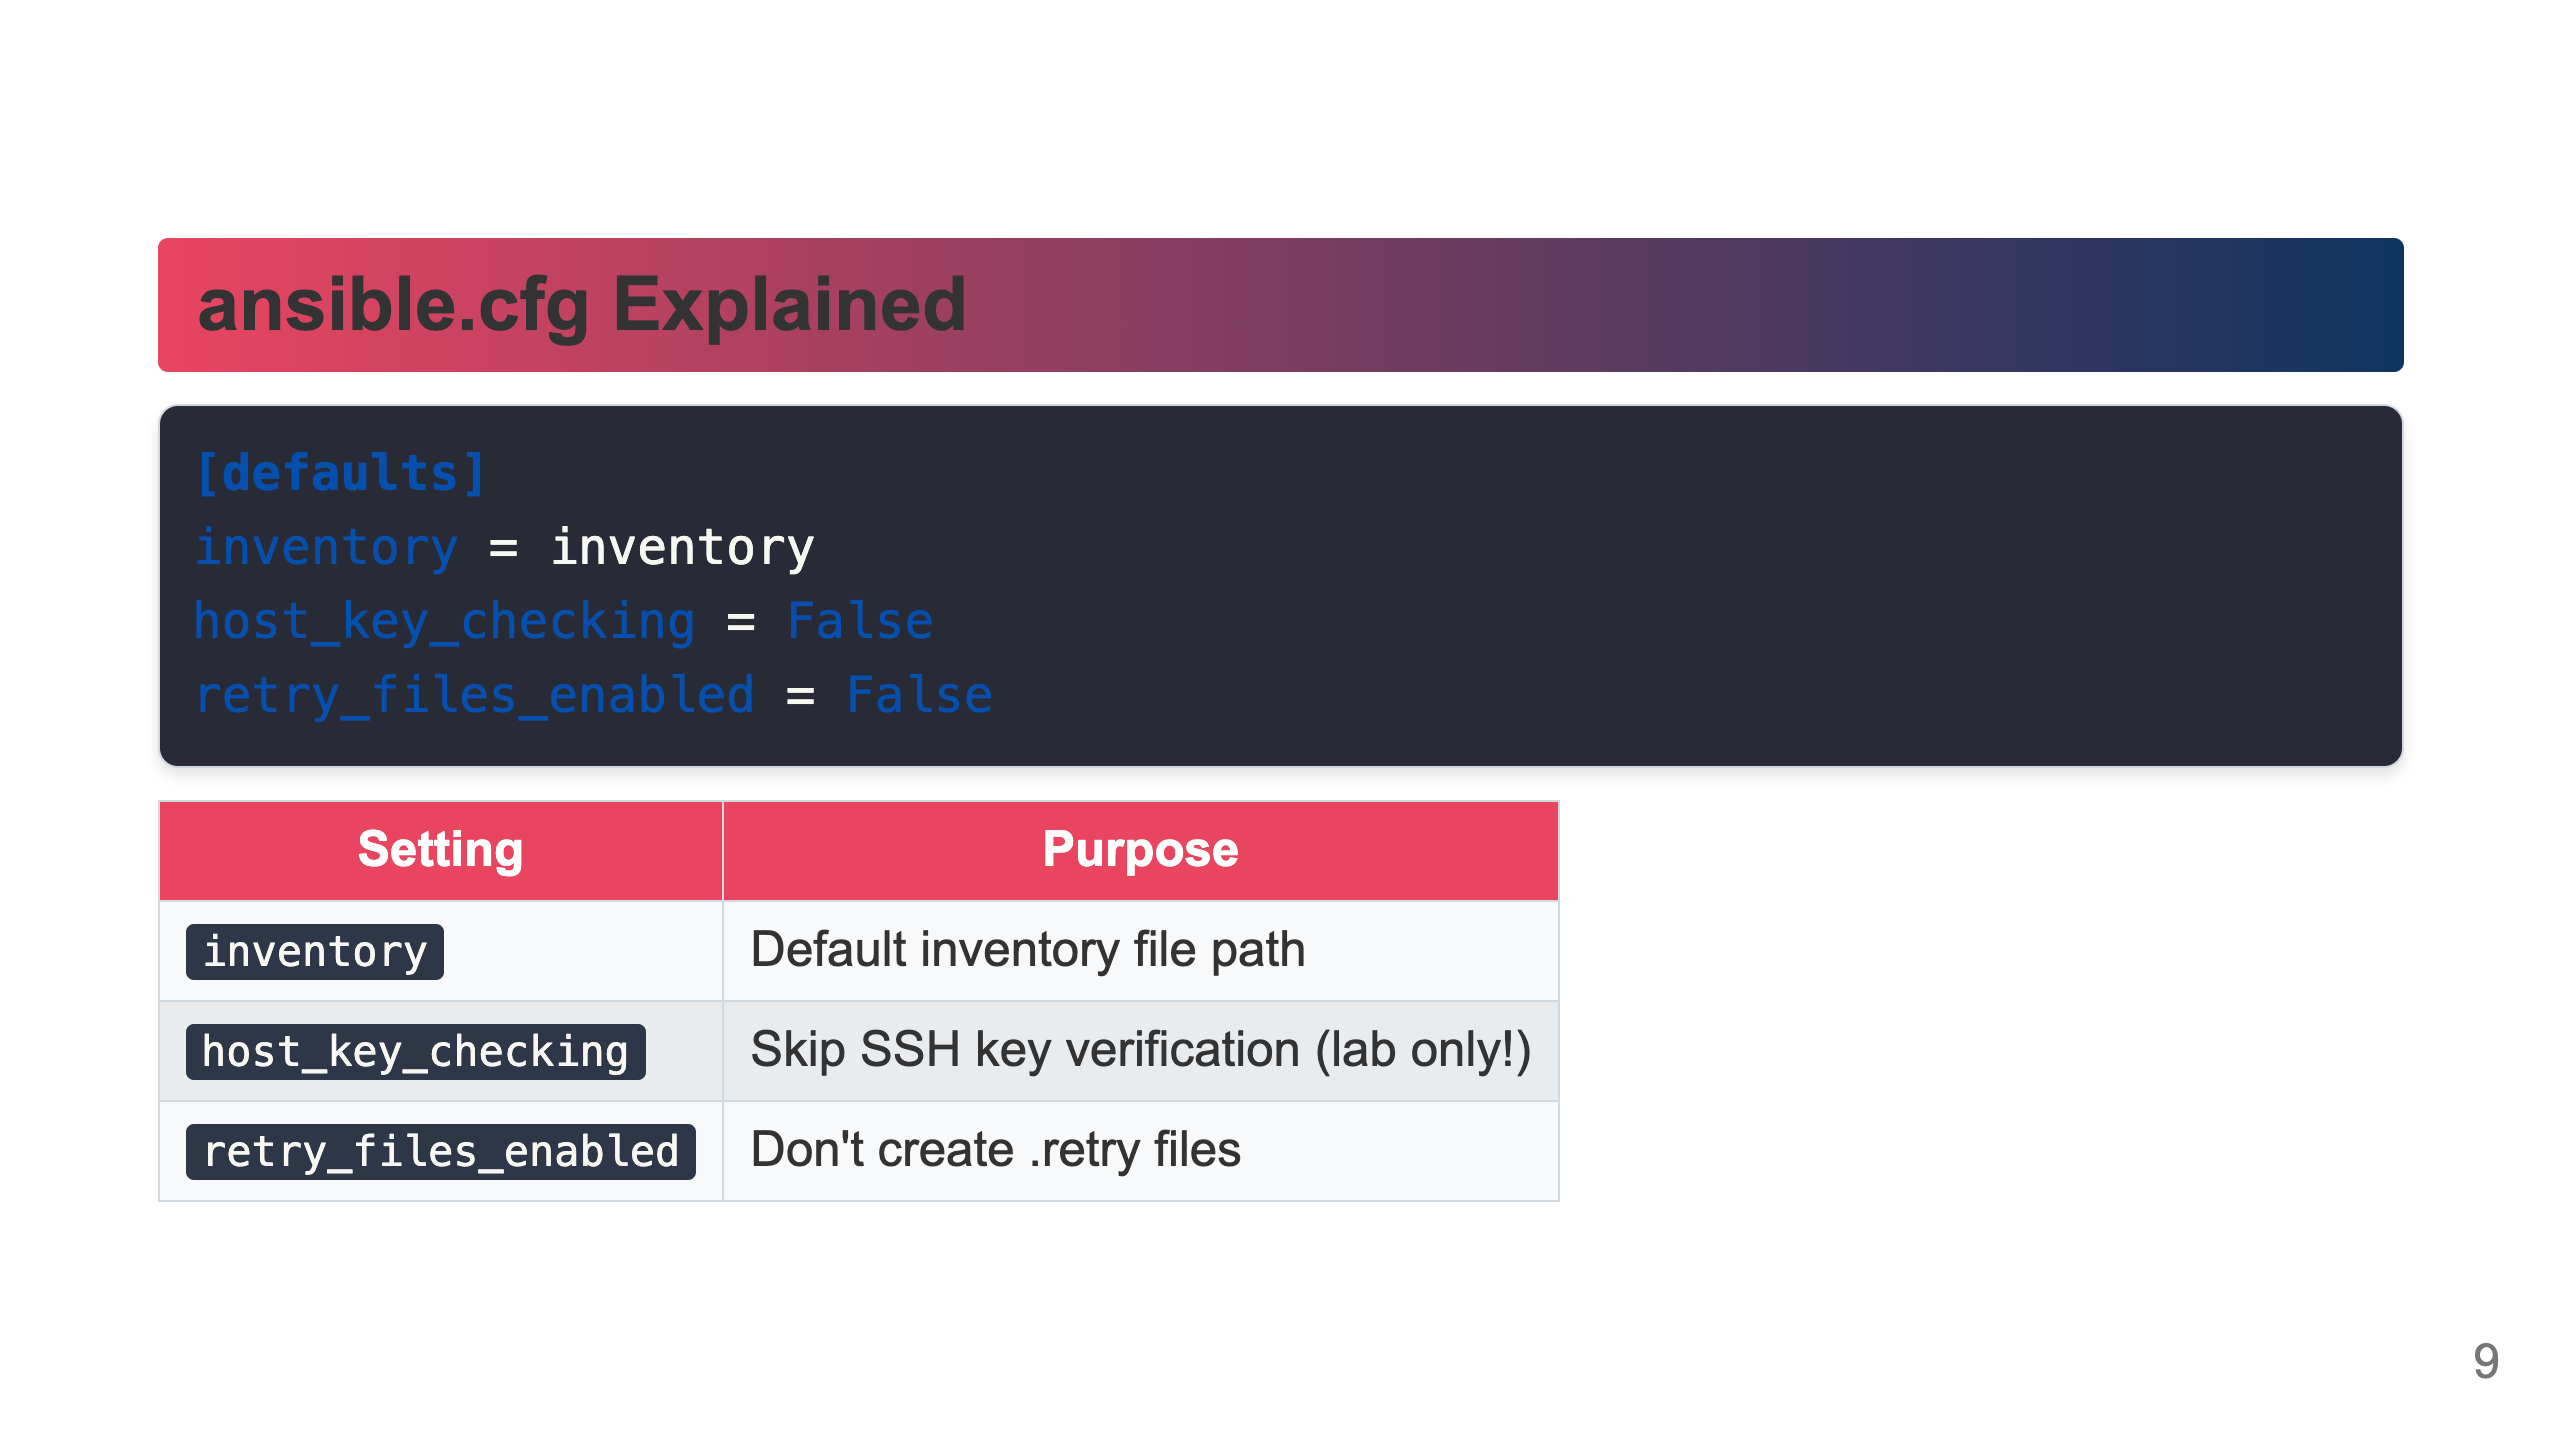 ansible.cfg Explained
[defaults]
inventory = inventory
host_key_checking = False
retry_files_enabled = False
Setting Purpose
inventory Default inventory file path
host_key_checking Skip SSH key verification (lab only!)
retry_files_enabled Don't create .retry files
9